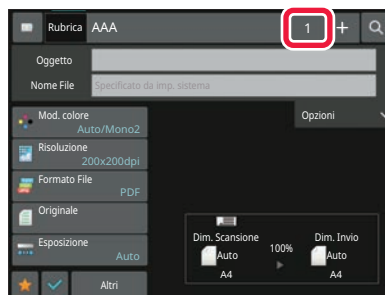 Rubrica AAA 1 +
Oggetto
Nome File Specificato da imp. sistema
Mod. colore
Auto/Mono2
Opzioni
Risoluzione
200x200dpi
Formato File
PDF
Originale
Esposizione
Auto
Dim. Scansione
Auto
A4
100%
Dim. Invio
Auto
A4
Altri